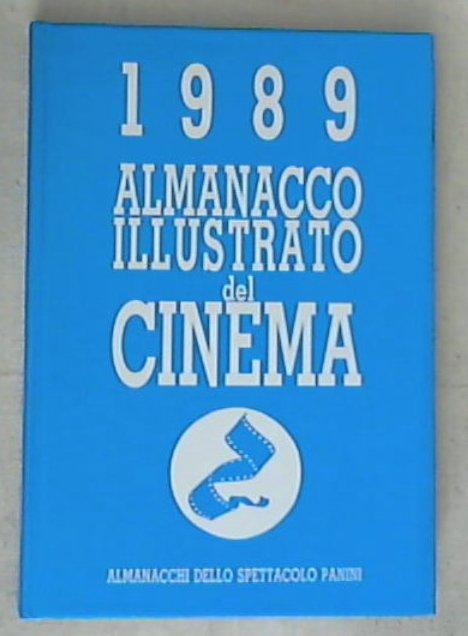 1989
ALMANACCO
ILLUSTRATO
del
CINEMA
ALMANACCHI DELLO SPETTACOLO PANINI